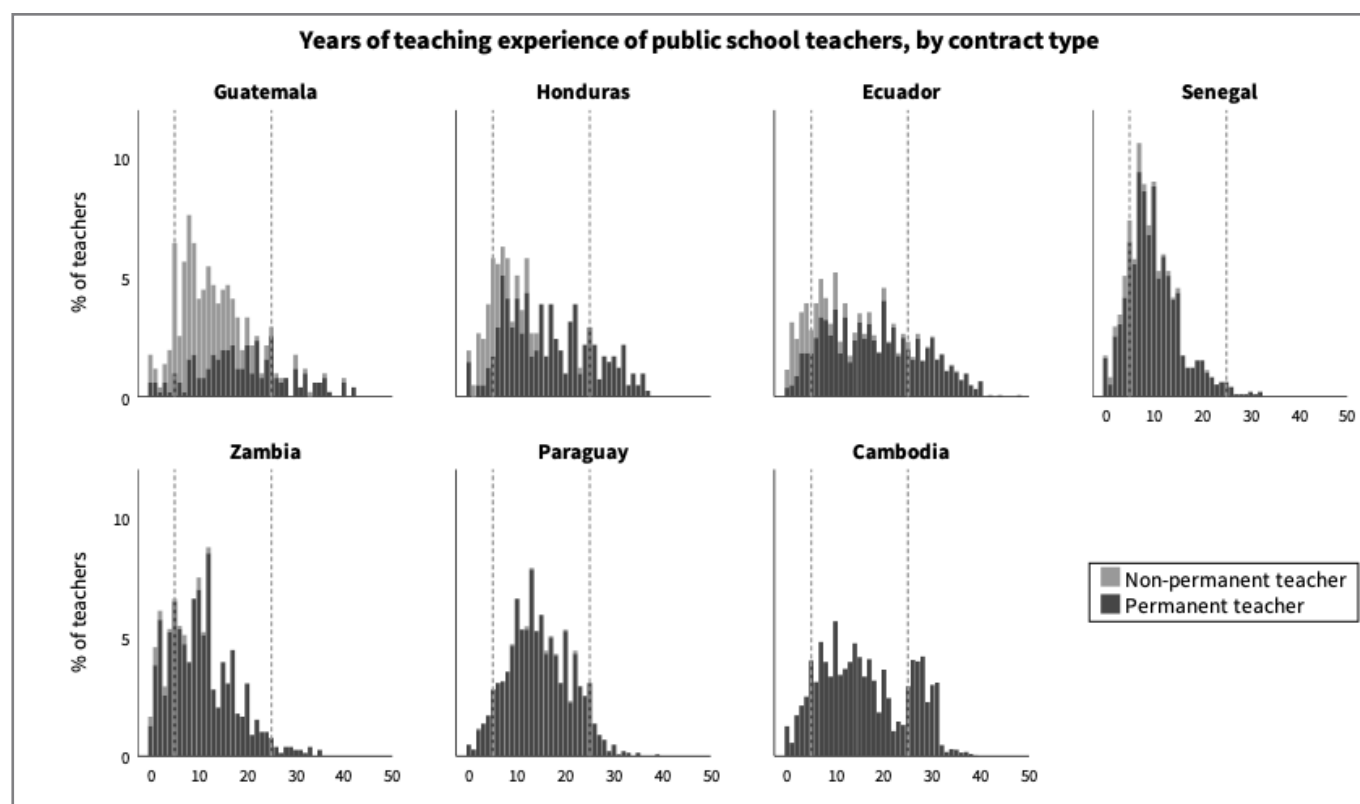 Years of teaching experience of public school teachers, by contract type
Guatemala
Honduras
Ecuador
Senegal
% of teachers
10
5
0
0 10 20 30 40 50
Zambia
Paraguay
Cambodia
% of teachers
10
5
0
0 10 20 30 40 50
0 10 20 30 40 50
0 10 20 30 40 50
Non-permanent teacher
Permanent teacher